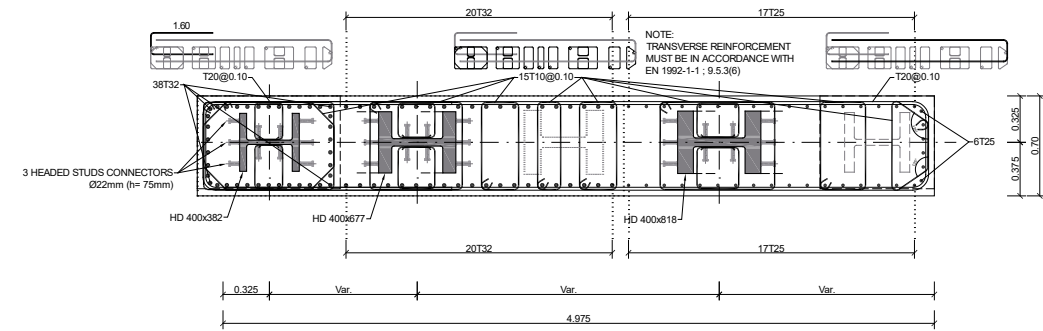 20T32
17T25
1.60
NOTE:
TRANSVERSE REINFORCEMENT
MUST BE IN ACCORDANCE WITH
EN 1992-1-1 ; 9.5.3(6)
T20@0.10
15T10@0.10
T20@0.10
38T32
0.325
0.70
0.375
6T25
3 HEADED STUDS CONNECTORS
Ø22mm (h= 75mm)
HD 400x382
HD 400x677
HD 400x818
20T32
17T25
0.325
Var.
Var.
Var.
4.975